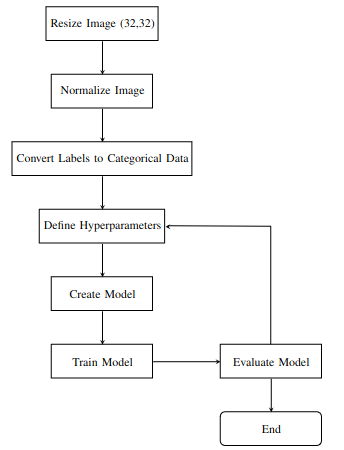 Resize Image (32,32)
Normalize Image
Convert Labels to Categorical Data
Define Hyperparameters
Create Model
Train Model
Evaluate Model
End